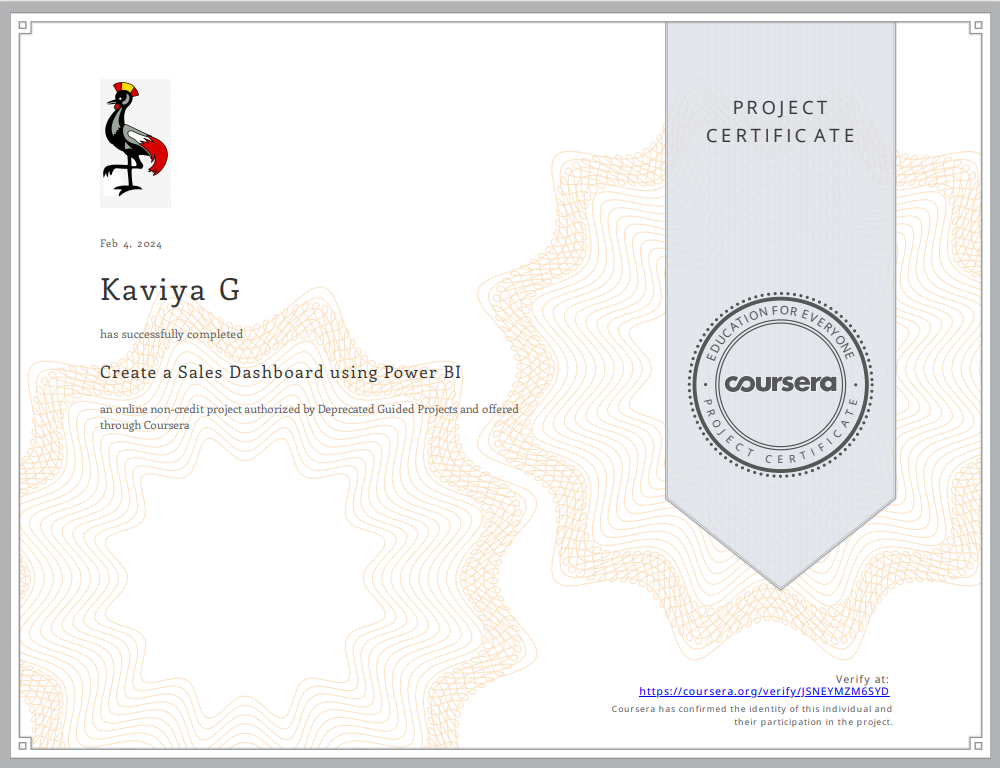 PROJECT
CERTIFICATE
Feb 4, 2024
Kaviya G
has successfully completed
Create a Sales Dashboard using Power BI
an online non-credit project authorized by Deprecated Guided Projects and offered
through Coursera
EDUCATION FOR EVERYONE
coursera
PROJECT CERTIFICATE
Verify at:
https://coursera.org/verify/JSNEYMZM6SYD
Coursera has confirmed the identity of this individual and
their participation in the project.